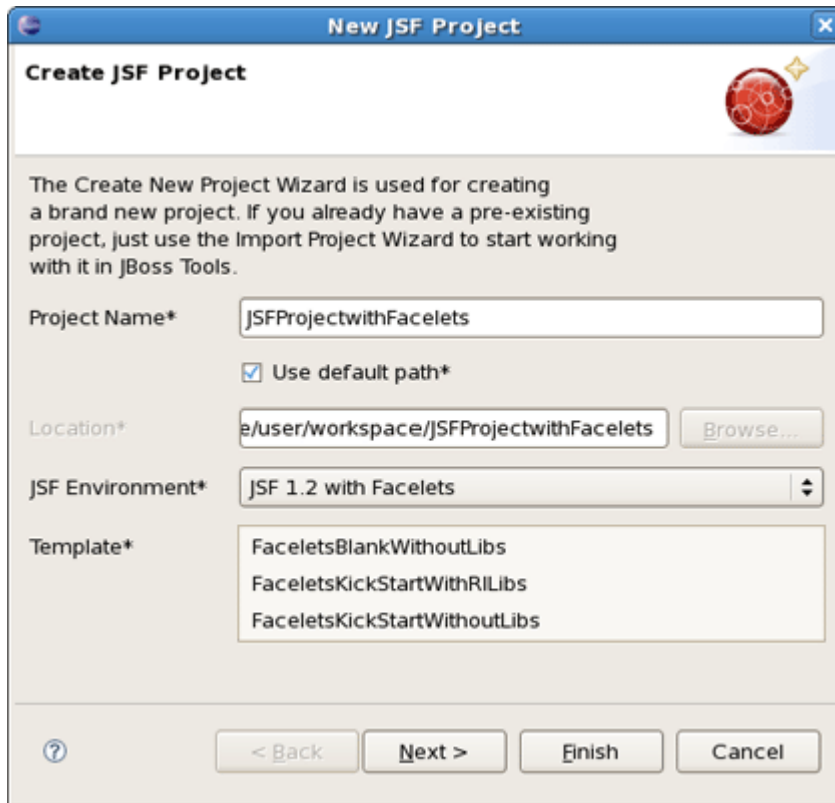 New JSF Project
Create JSF Project
The Create New Project Wizard is used for creating
a brand new project. If you already have a pre-existing
project, just use the Import Project Wizard to start working
with it in JBoss Tools.
Project Name* JSFProjectwithFacelets
Use default path*
Location* e/user/workspace/JSFProjectwithFacelets Browse...
JSF Environment* JSF 1.2 with Facelets
Template* FaceletsBlankWithoutLibs
FaceletsKickStartWithRILibs
FaceletsKickStartWithoutLibs
? < Back Next > Finish Cancel